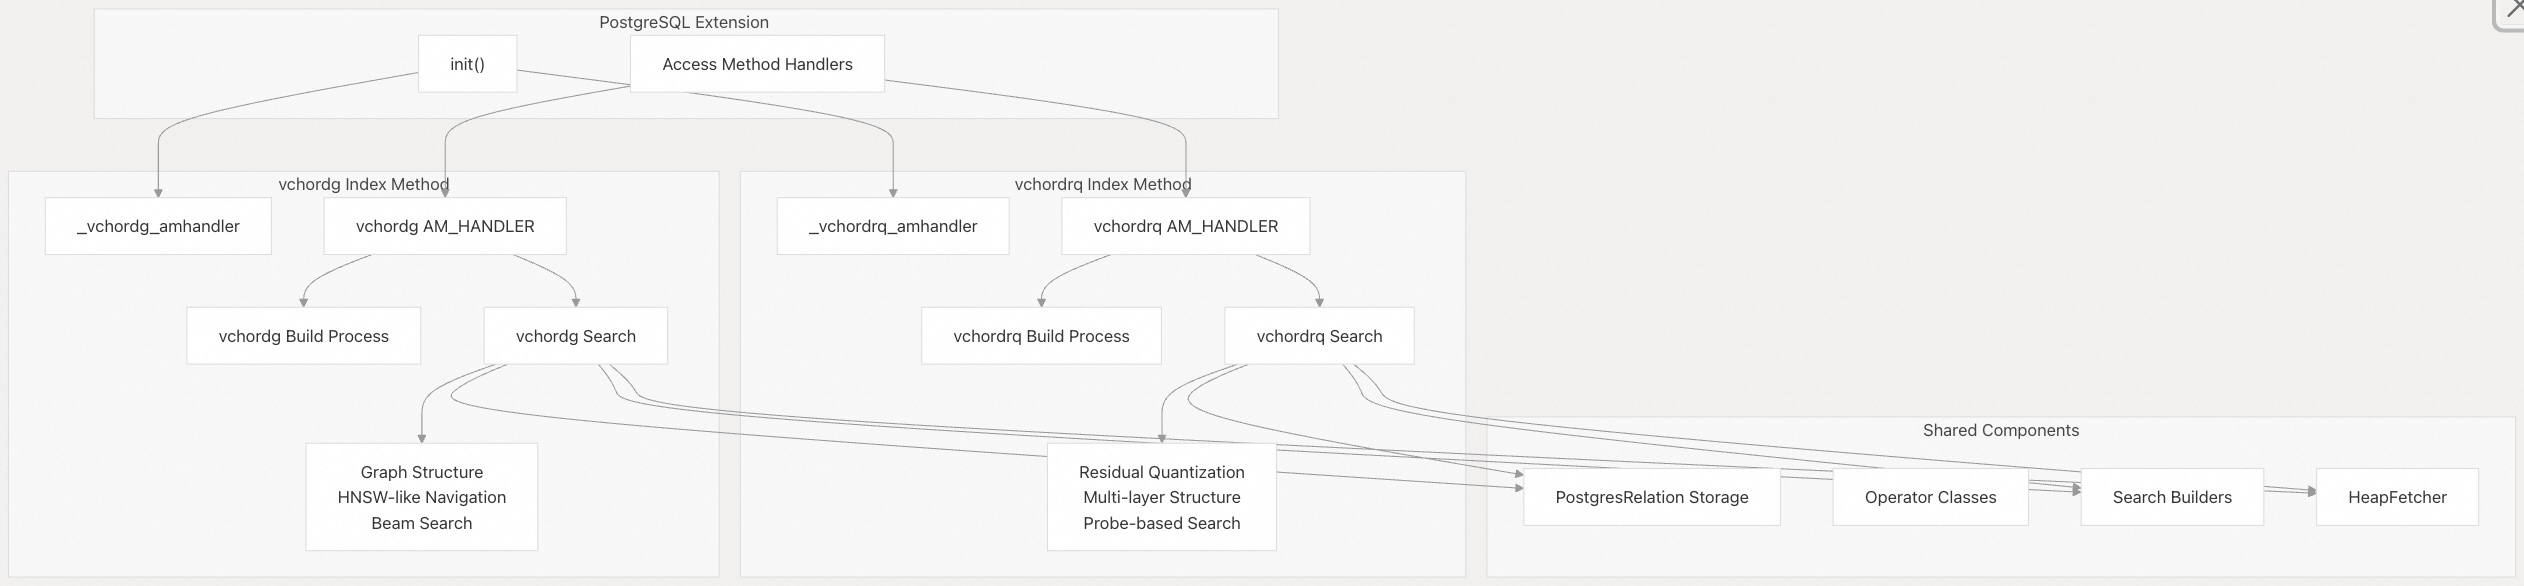 PostgreSQL Extension
init()
Access Method Handlers
vchordg Index Method
_vchordg_amhandler
vchordg AM_HANDLER
vchordg Build Process
vchordg Search
Graph Structure
HNSW-like Navigation
Beam Search
vchordrq Index Method
_vchordrq_amhandler
vchordrq AM_HANDLER
vchordrq Build Process
vchordrq Search
Residual Quantization
Multi-layer Structure
Probe-based Search
Shared Components
PostgresRelation Storage
Operator Classes
Search Builders
HeapFetcher